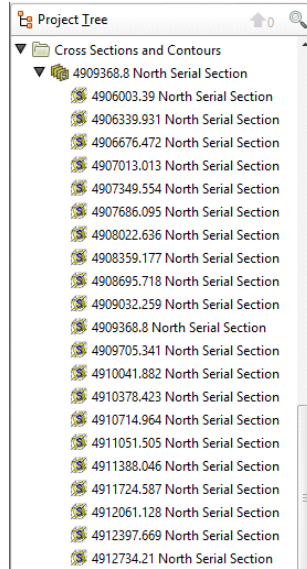 Project Tree
0
Cross Sections and Contours
4909368.8 North Serial Section
4906003.39 North Serial Section
4906339.931 North Serial Section
4906676.472 North Serial Section
4907013.013 North Serial Section
4907349.554 North Serial Section
4907686.095 North Serial Section
4908022.636 North Serial Section
4908359.177 North Serial Section
4908695.718 North Serial Section
4909032.259 North Serial Section
4909368.8 North Serial Section
4909705.341 North Serial Section
4910041.882 North Serial Section
4910378.423 North Serial Section
4910714.964 North Serial Section
4911051.505 North Serial Section
4911388.046 North Serial Section
4911724.587 North Serial Section
4912061.128 North Serial Section
4912397.669 North Serial Section
4912734.21 North Serial Section